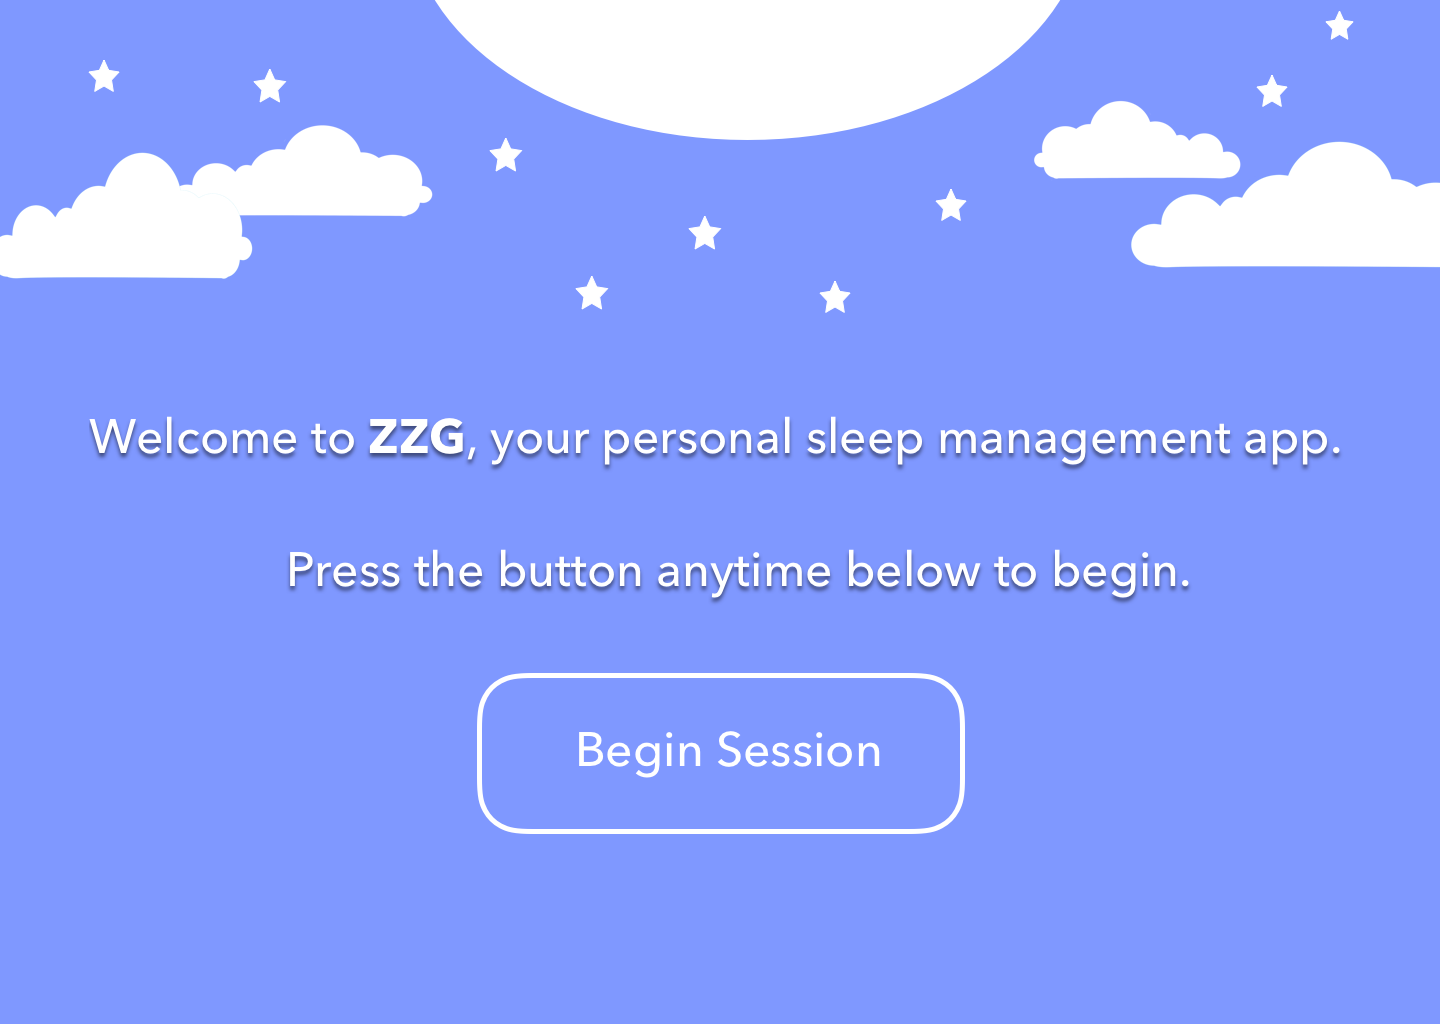 Welcome to ZZG, your personal sleep management app.
Press the button anytime below to begin.
Begin Session